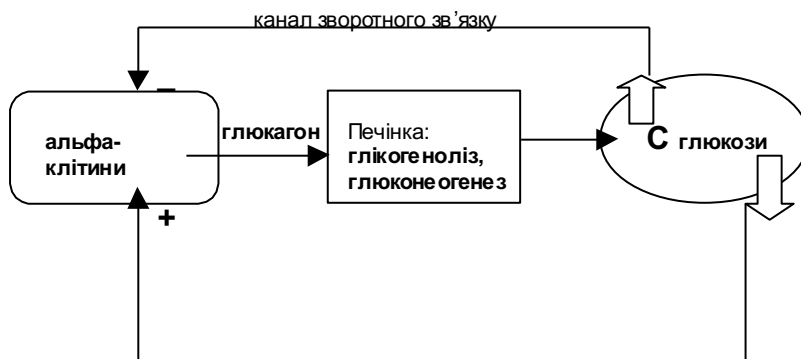 канал зворотного зв’язку
–
альфа-
клітини
глюкагон
Печінка:
глікогеноліз,
глюконеогенез
С глюкози
+